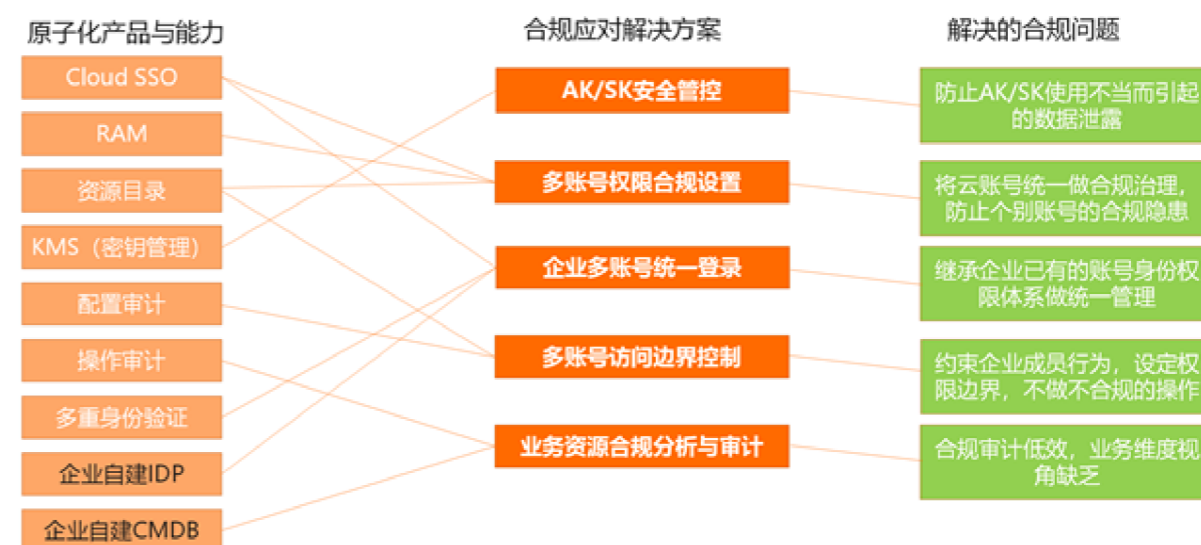 原子化产品与能力
合规应对解决方案
解决的合规问题
Cloud SSO
RAM
资源目录
KMS（密钥管理）
配置审计
操作审计
多重身份验证
企业自建IDP
企业自建CMDB
AK/SK安全管控
多账号权限合规设置
企业多账号统一登录
多账号访问边界控制
业务资源合规分析与审计
防止AK/SK使用不当而引起
的数据泄露
将云账号统一做合规治理，
防止个别账号的合规隐患
继承企业已有的账号身份权
限体系做统一管理
约束企业成员行为，设定权
限边界，不做不合规的操作
合规审计低效，业务维度视
角缺乏